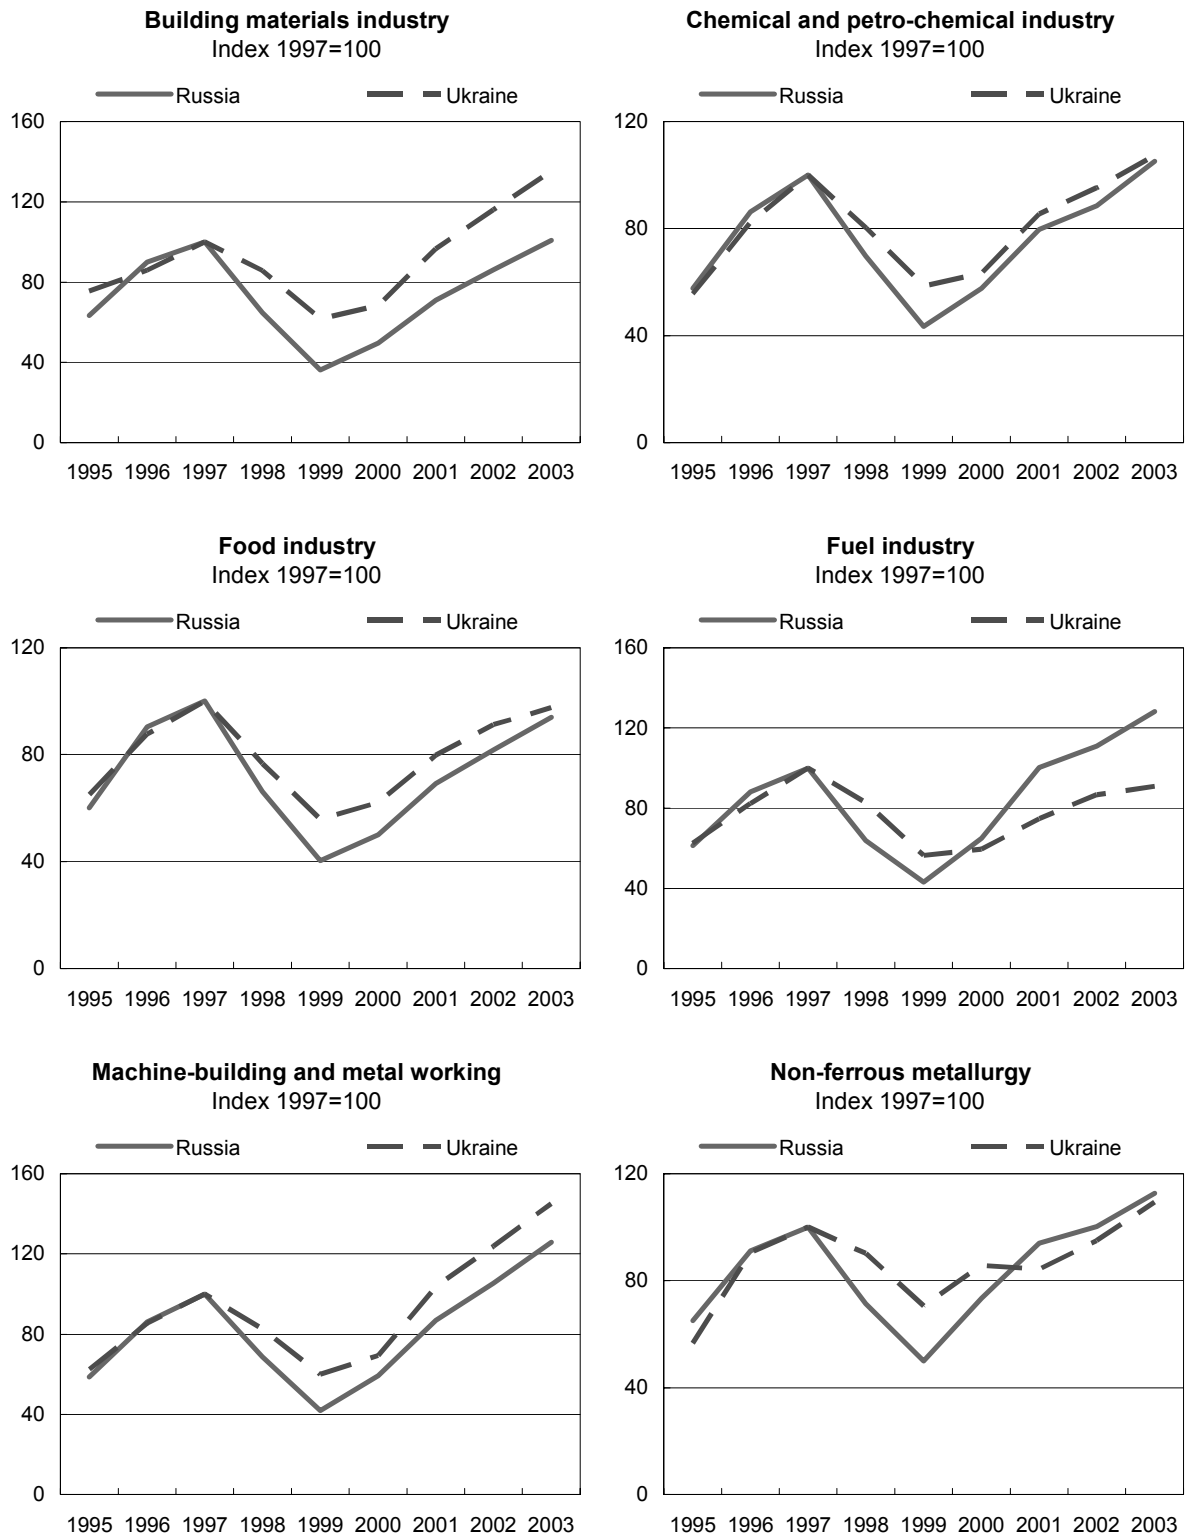 Building materials industry
Index 1997=100
Russia
Ukraine
160
120
80
40
0
1995 1996 1997 1998 1999 2000 2001 2002 2003
Chemical and petro-chemical industry
Index 1997=100
Russia
Ukraine
120
80
40
0
1995 1996 1997 1998 1999 2000 2001 2002 2003
Food industry
Index 1997=100
Russia
Ukraine
120
80
40
0
1995 1996 1997 1998 1999 2000 2001 2002 2003
Fuel industry
Index 1997=100
Russia
Ukraine
160
120
80
40
0
1995 1996 1997 1998 1999 2000 2001 2002 2003
Machine-building and metal working
Index 1997=100
Russia
Ukraine
160
120
80
40
0
1995 1996 1997 1998 1999 2000 2001 2002 2003
Non-ferrous metallurgy
Index 1997=100
Russia
Ukraine
120
80
40
0
1995 1996 1997 1998 1999 2000 2001 2002 2003